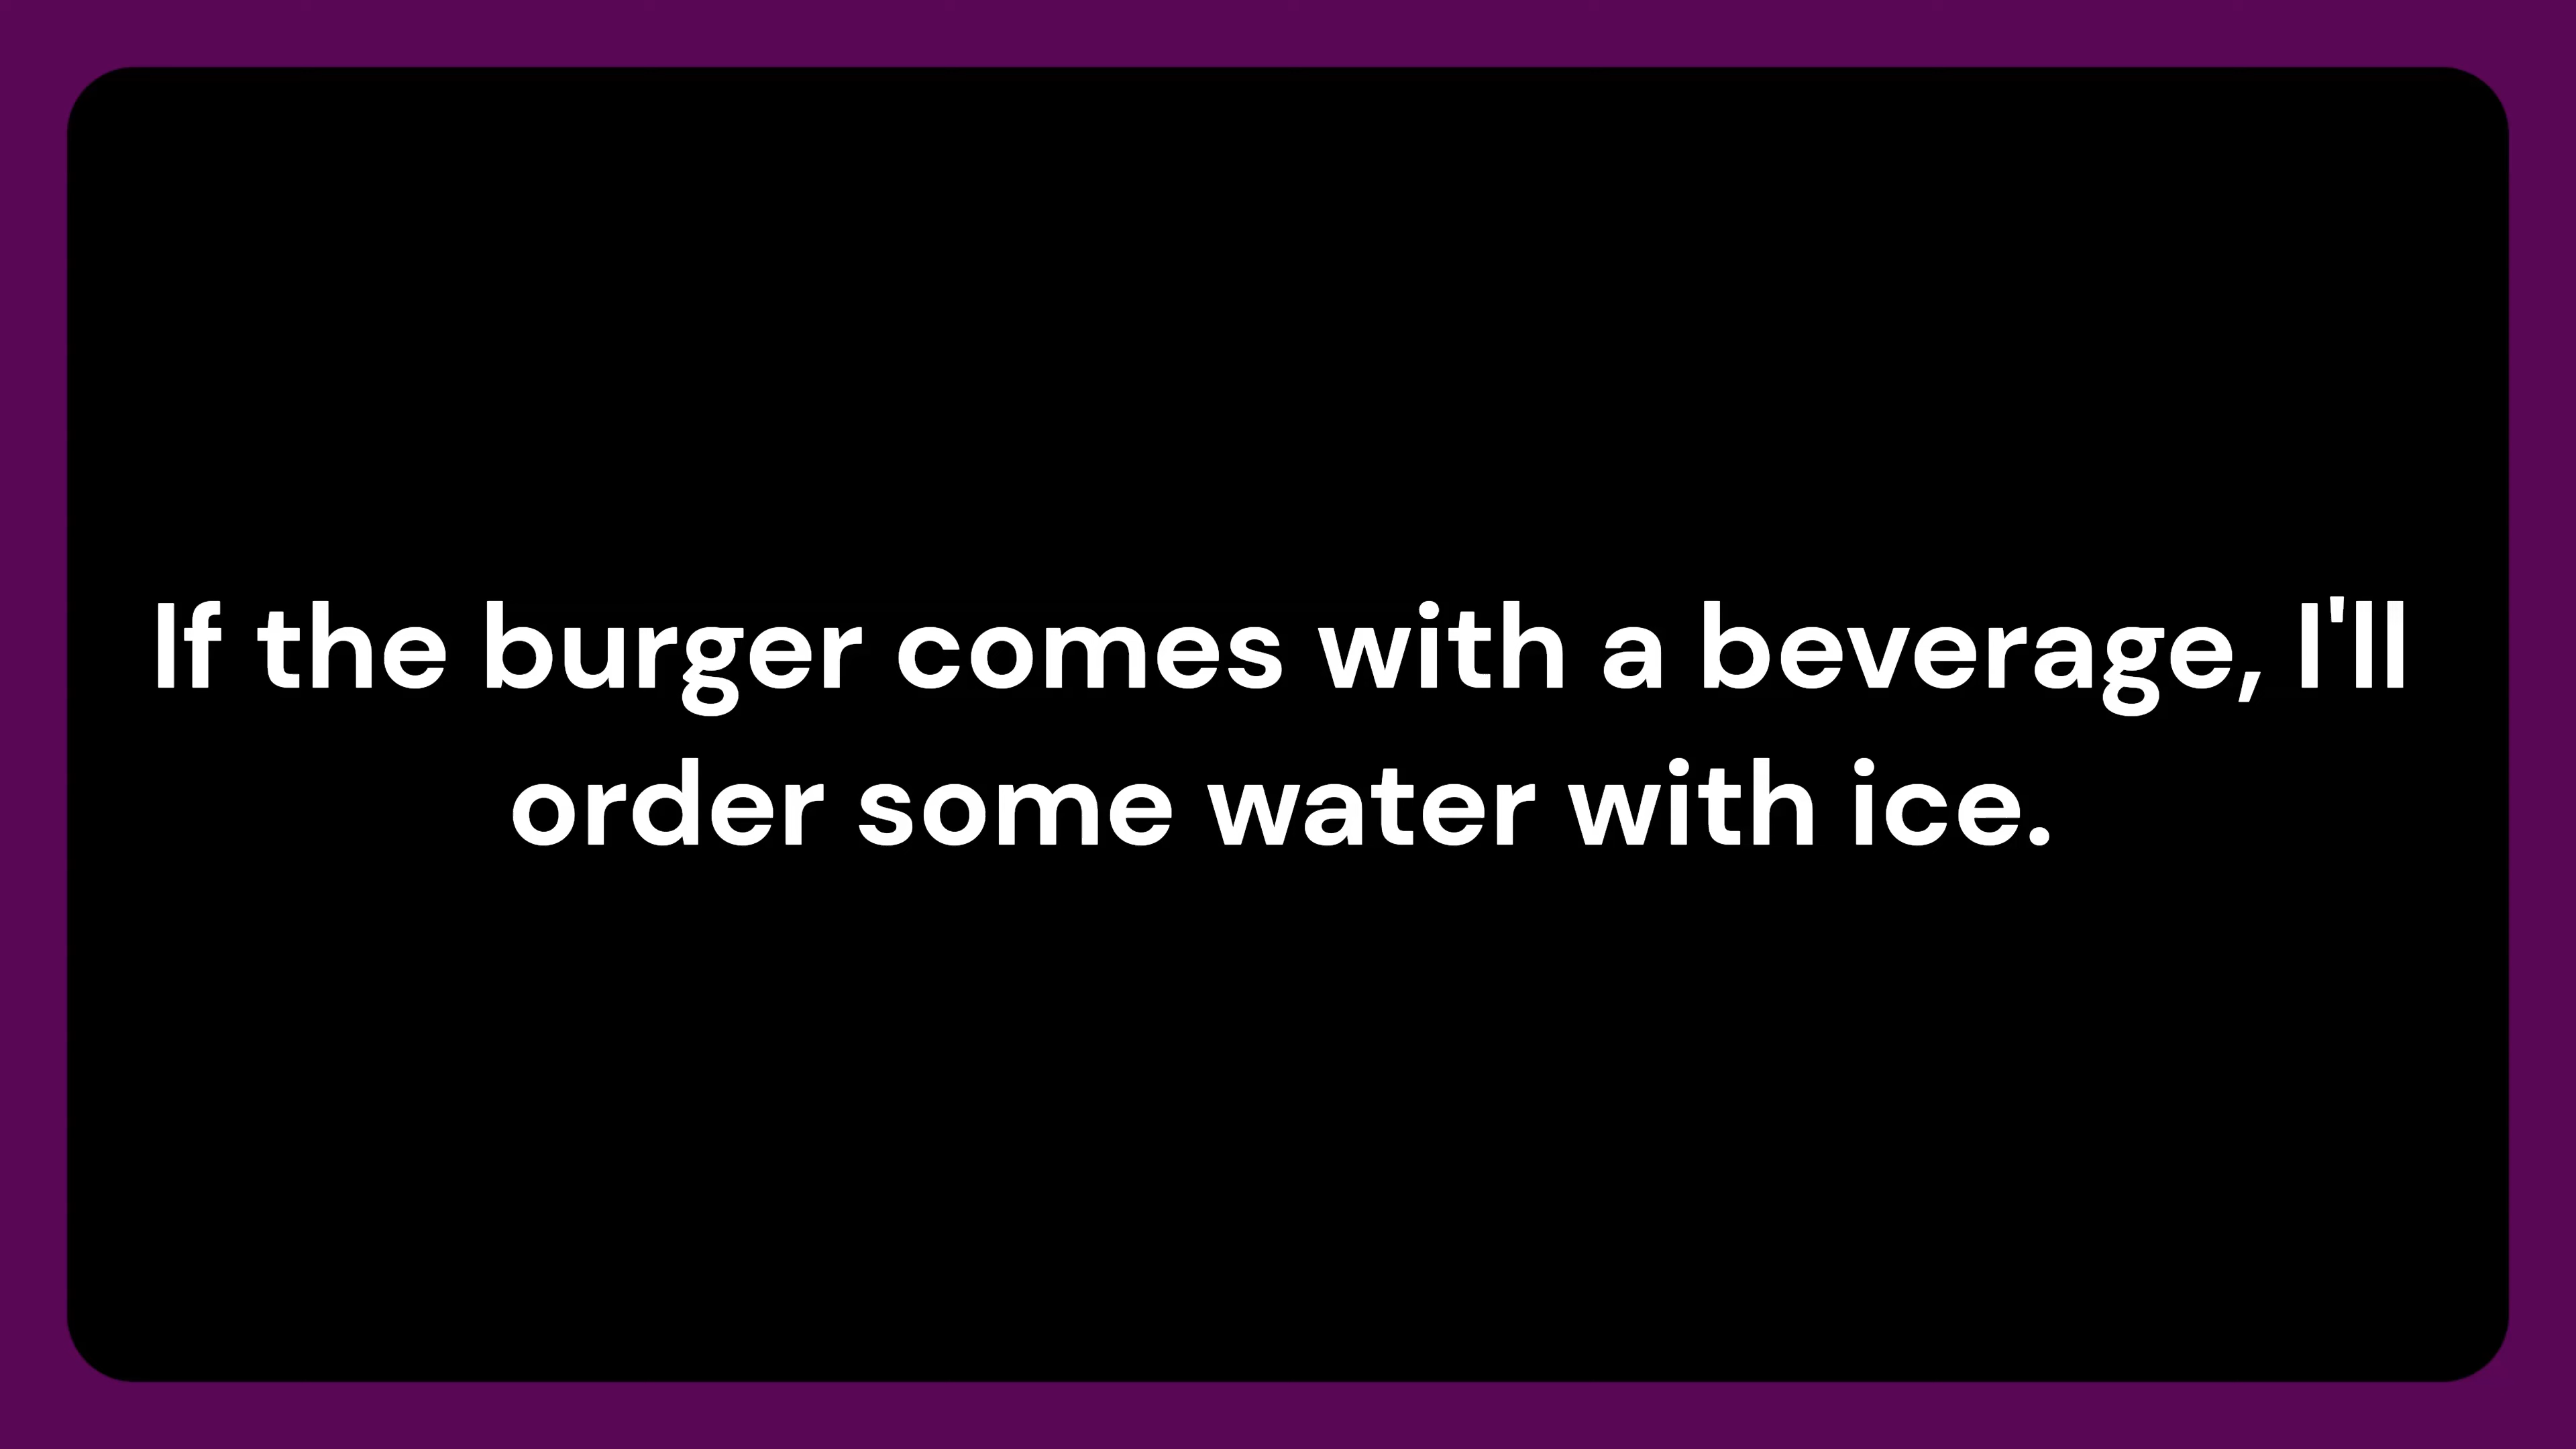 If the burger comes with a beverage, I'll
order some water with ice.